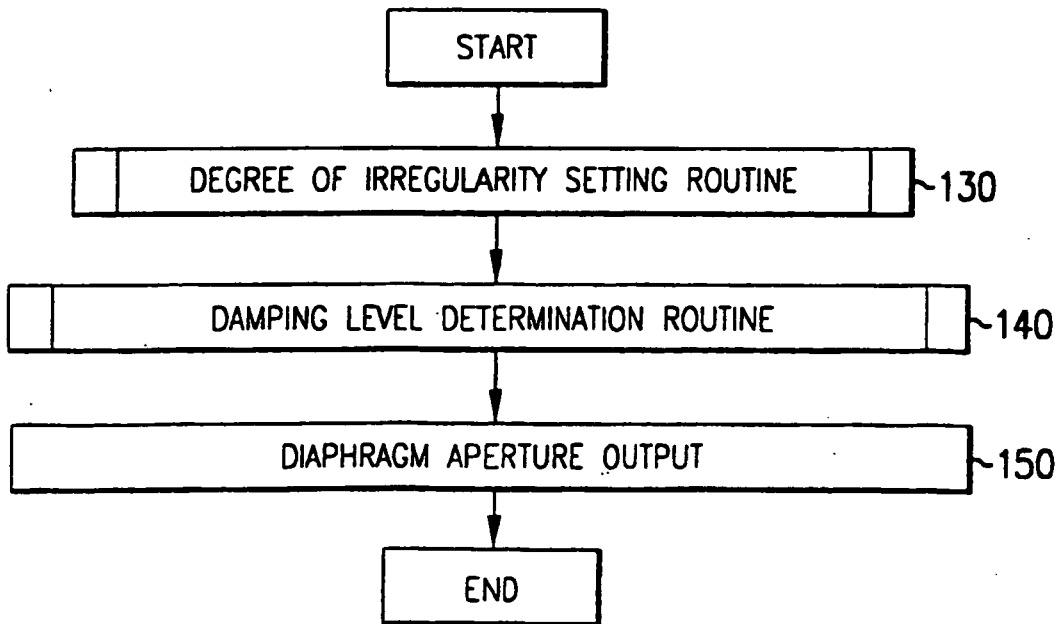 START
DEGREE OF IRREGULARITY SETTING ROUTINE
130
DAMPING LEVEL DETERMINATION ROUTINE
140
DIAPHRAGM APERTURE OUTPUT
150
END